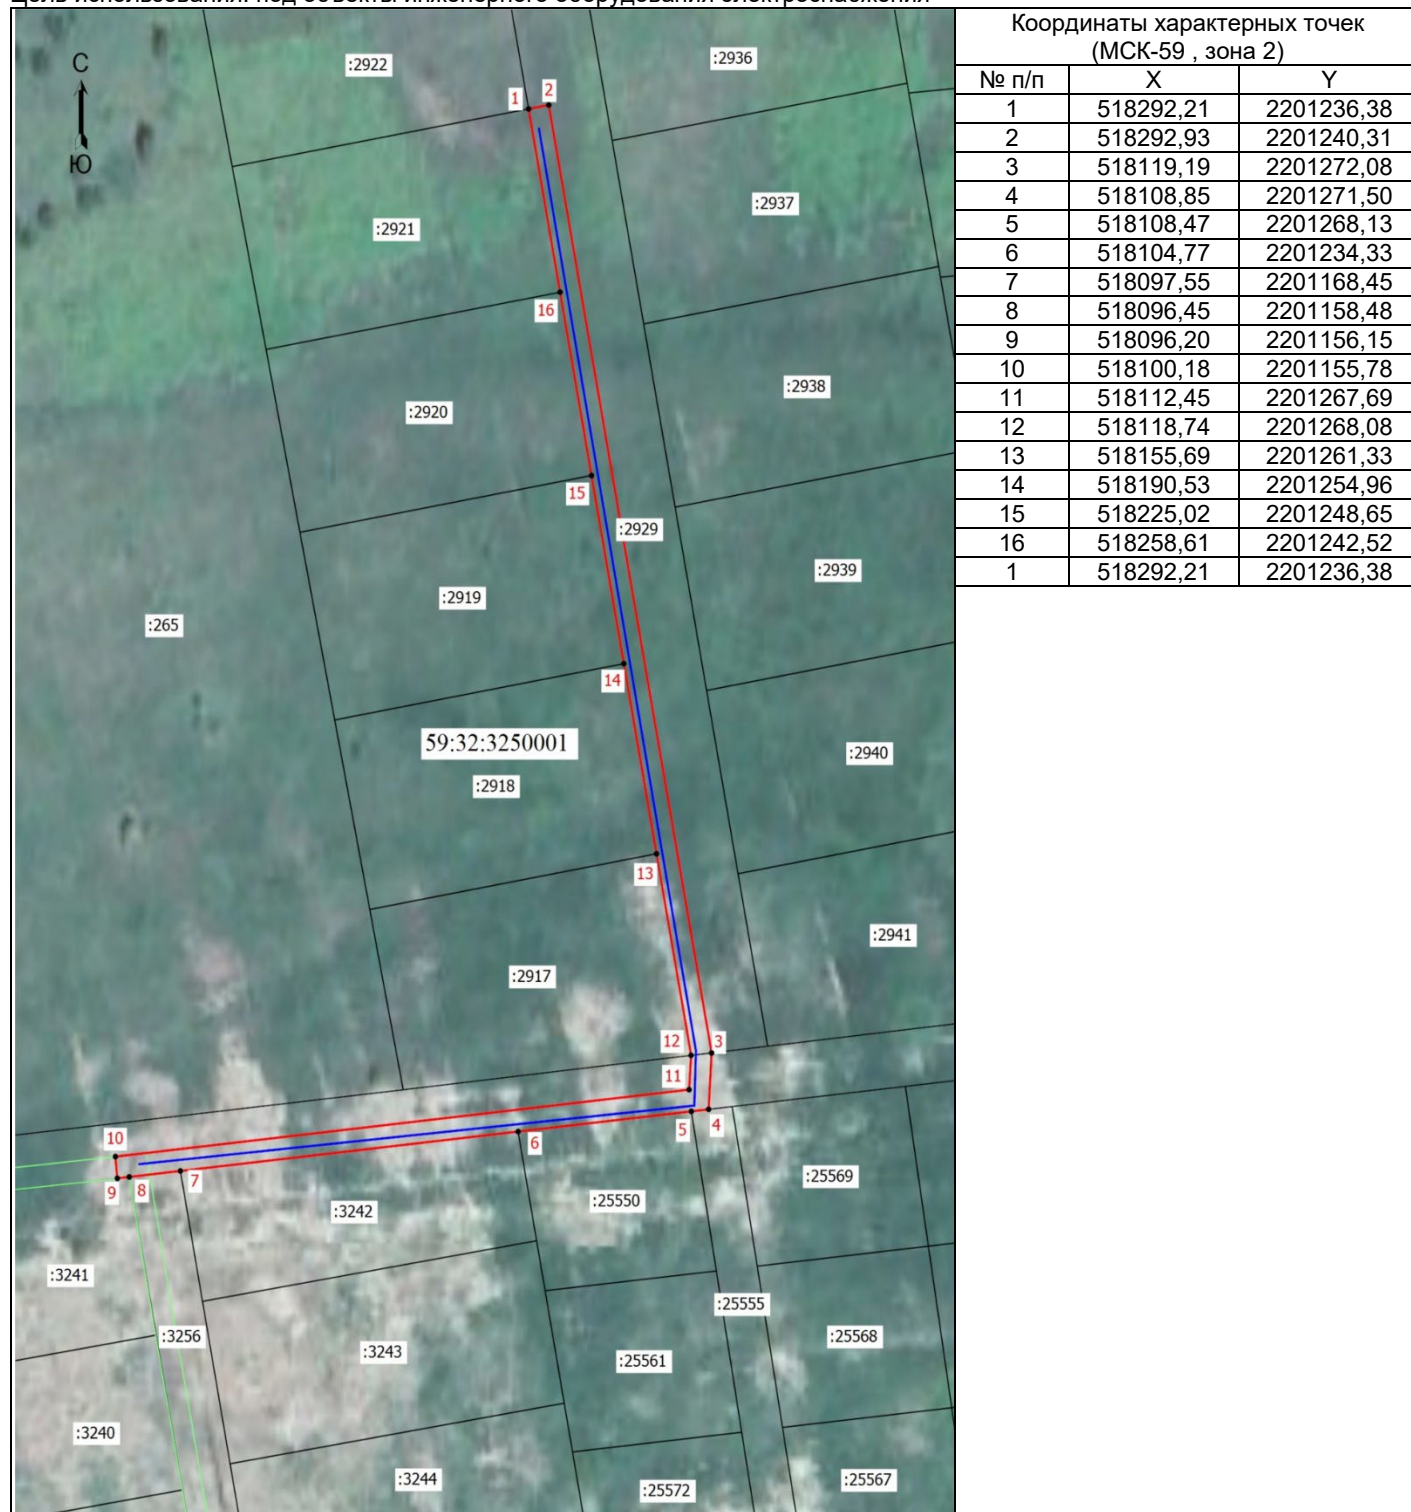 Цель использования: под объекты инженерного оборудования электроснабжения
Координаты характерных точек
(МСК-59 , зона 2)
№ п/п X Y
1 518292,21 2201236,38
2 518292,93 2201240,31
3 518119,19 2201272,08
4 518108,85 2201271,50
5 518108,47 2201268,13
6 518104,77 2201234,33
7 518097,55 2201168,45
8 518096,45 2201158,48
9 518096,20 2201156,15
10 518100,18 2201155,78
11 518112,45 2201267,69
12 518118,74 2201268,08
13 518155,69 2201261,33
14 518190,53 2201254,96
15 518225,02 2201248,65
16 518258,61 2201242,52
1 518292,21 2201236,38
С
Ю
:2922
:2936
1
2
:2937
:2921
16
:2938
:2920
15
:2929
:2939
:2919
:265
14
59:32:3250001
:2940
:2918
13
:2941
:2917
12
3
11
4
5
10
6
7
8
9
:25569
:25550
:3242
:3241
:25555
:3256
:25568
:3243
:25561
:3240
:3244
:25567
:25572